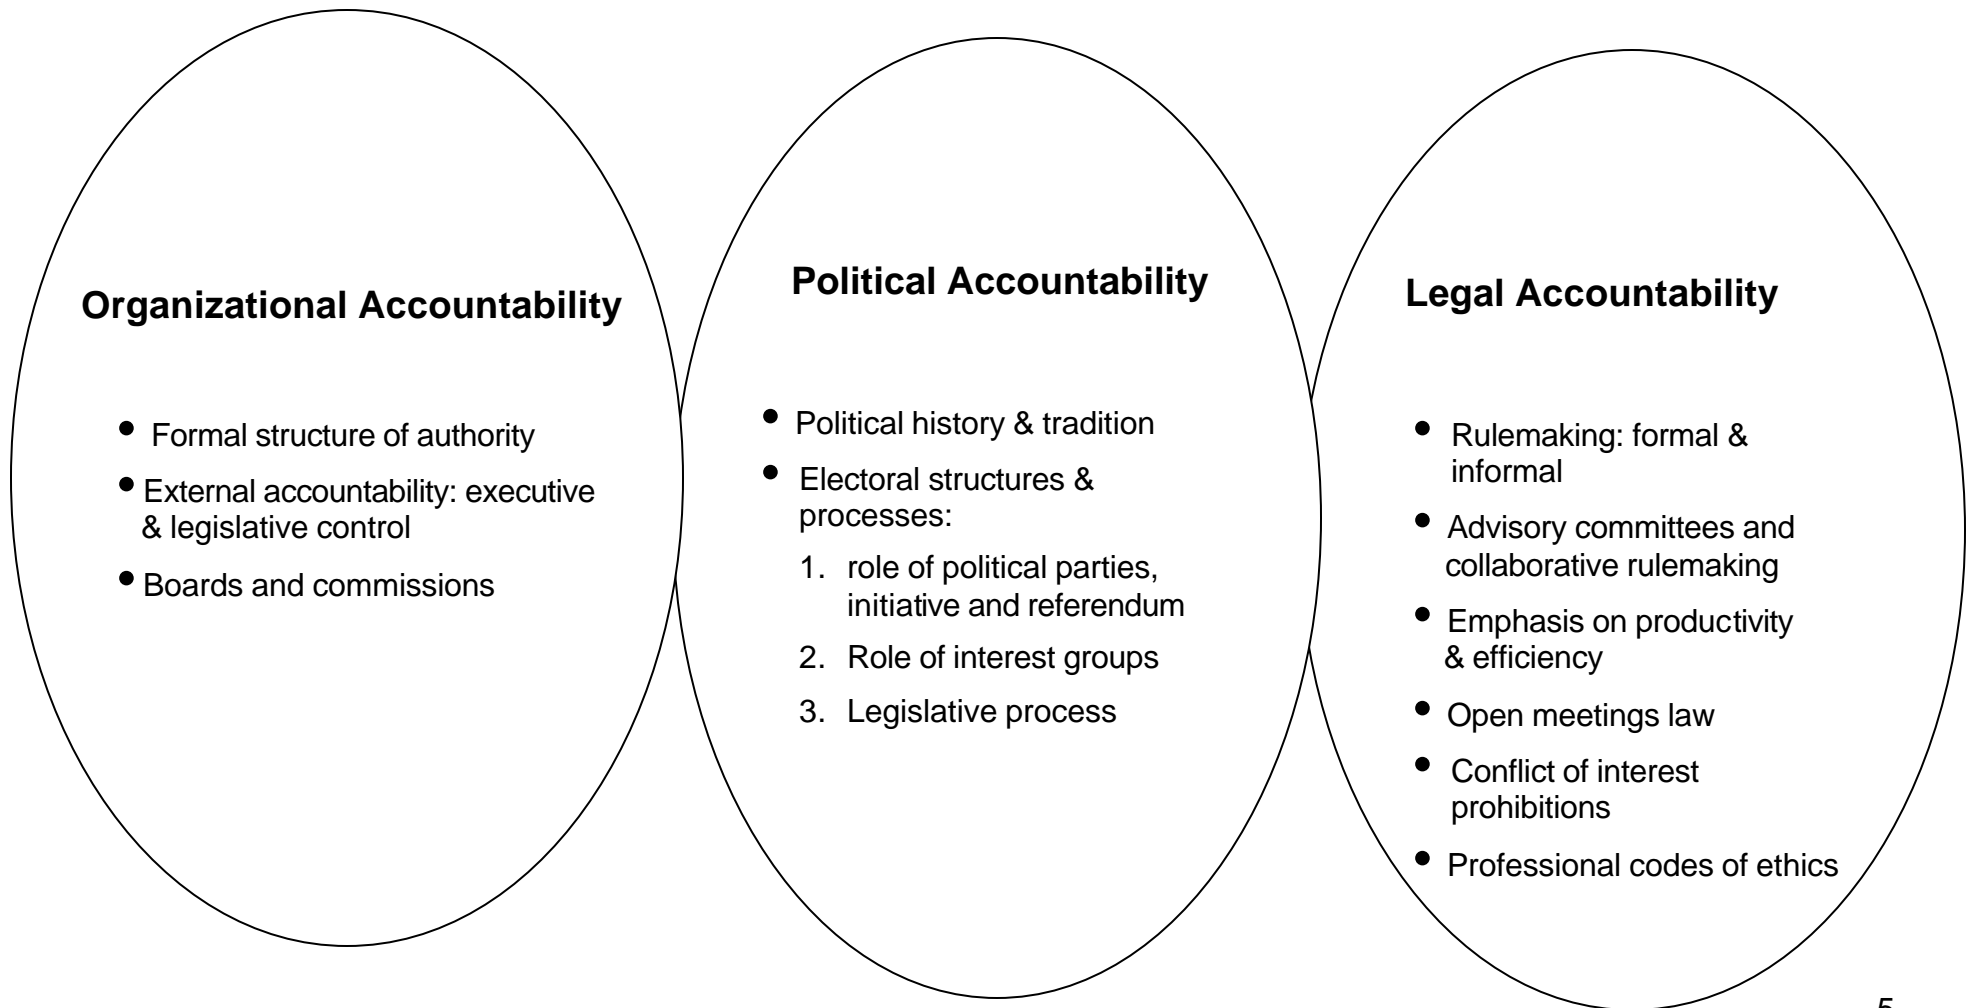 Organizational Accountability
• Formal structure of authority
• External accountability: executive
& legislative control
• Boards and commissions
Political Accountability
• Political history & tradition
• Electoral structures &
processes:
1. role of political parties,
initiative and referendum
2. Role of interest groups
3. Legislative process
Legal Accountability
• Rulemaking: formal &
informal
• Advisory committees and
collaborative rulemaking
• Emphasis on productivity
& efficiency
• Open meetings law
• Conflict of interest
prohibitions
• Professional codes of ethics
5